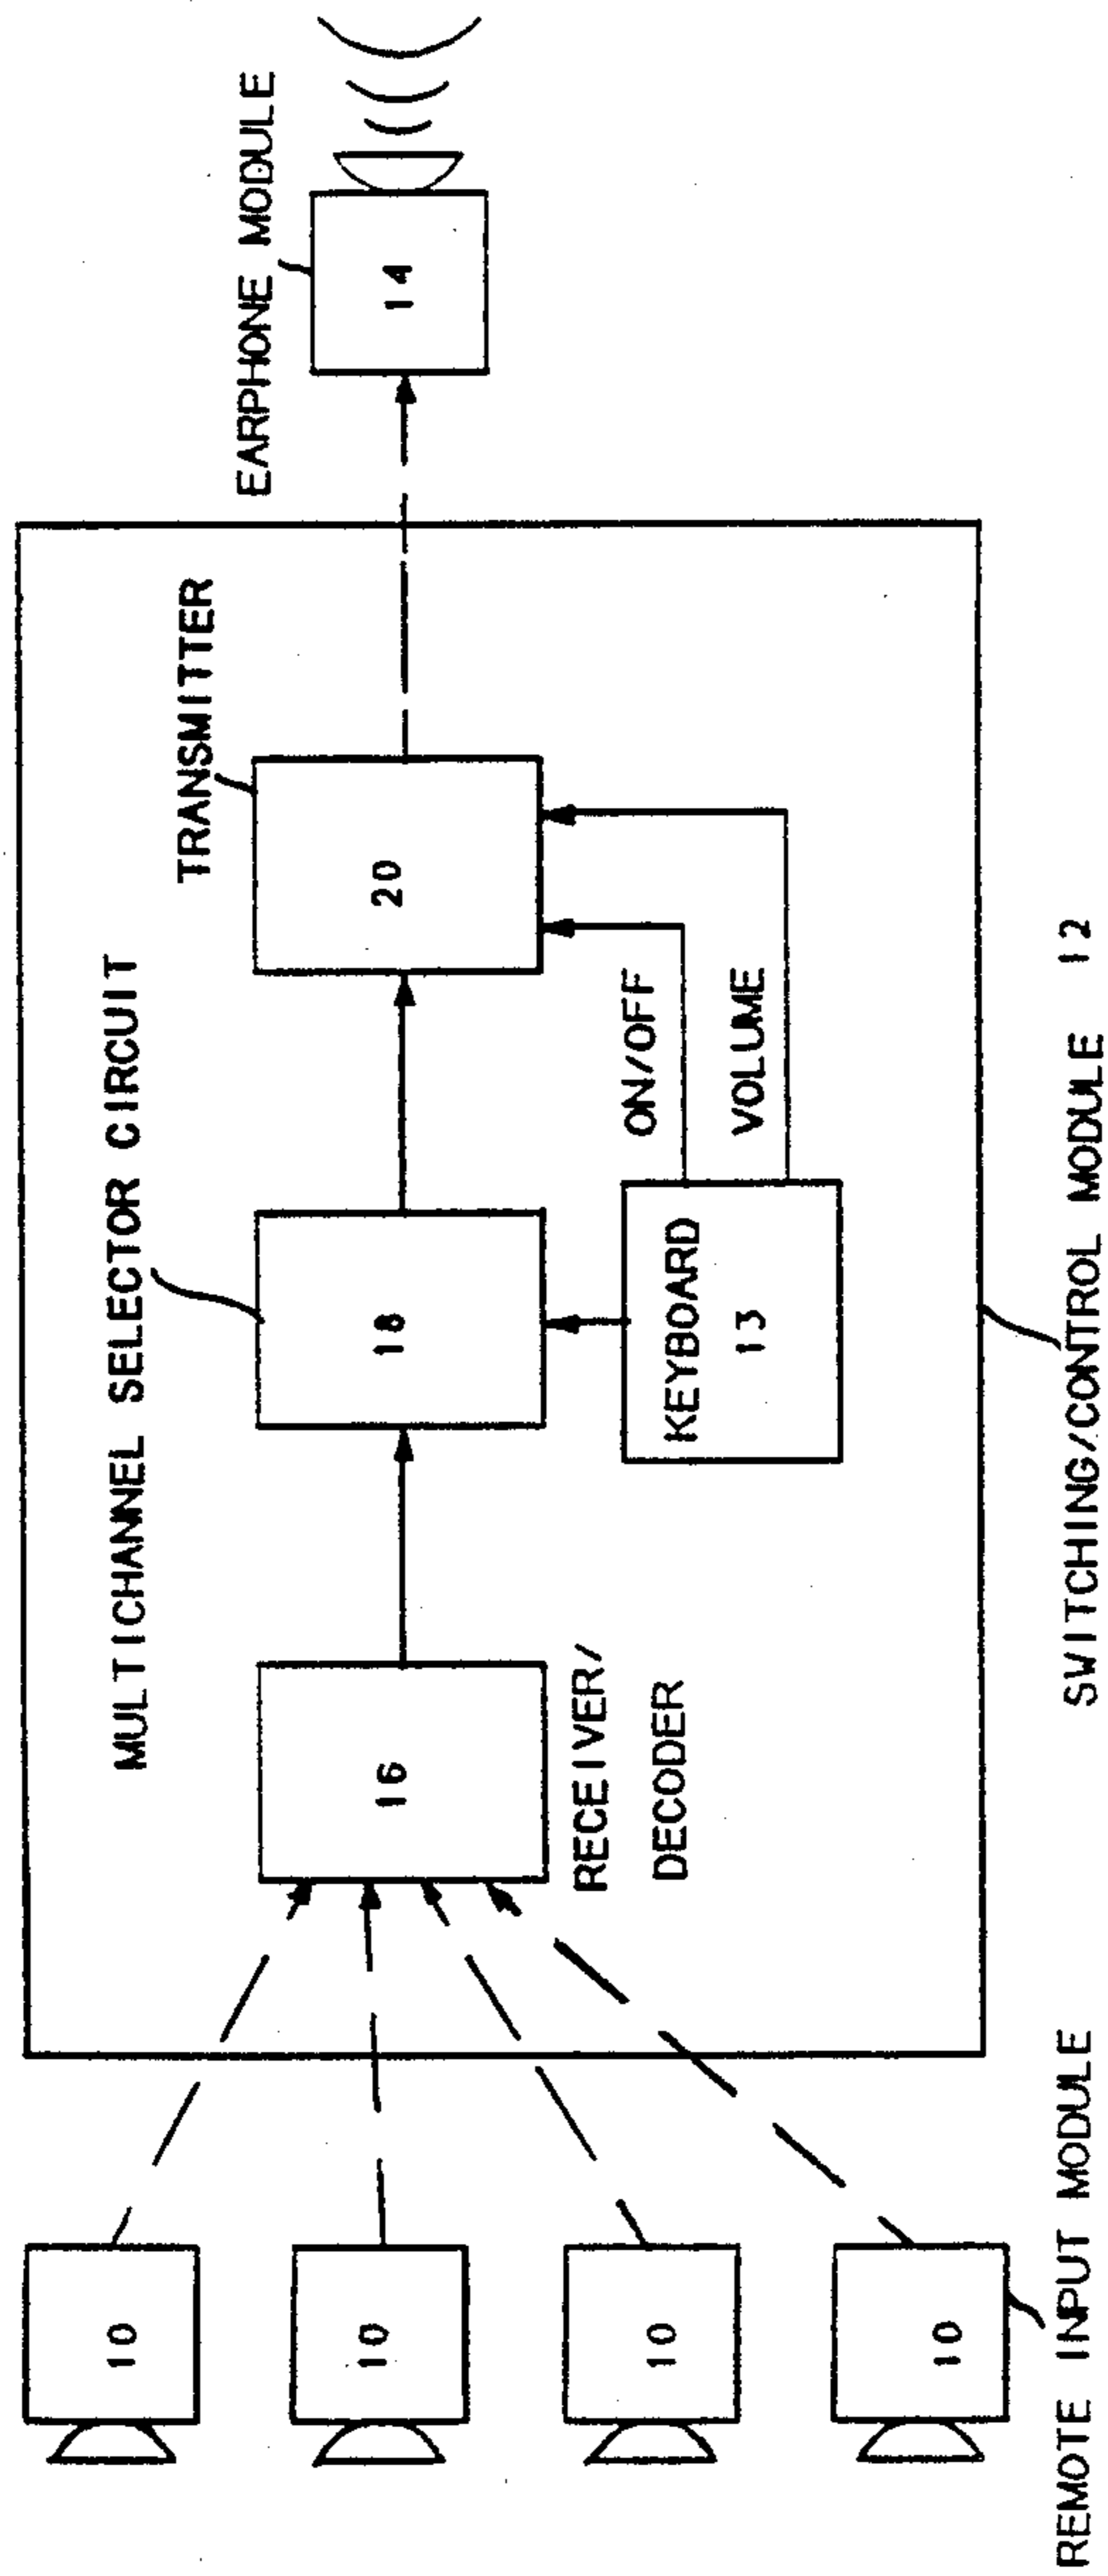 EARPHONE MODULE
14
TRANSMITTER
20
MULTICHANNEL SELECTOR CIRCUIT
18
ON/OFF
VOLUME
KEYBOARD
13
16
RECEIVER/
DECODER
SWITCHING/CONTROL MODULE 12
10
10
10
10
REMOTE INPUT MODULE